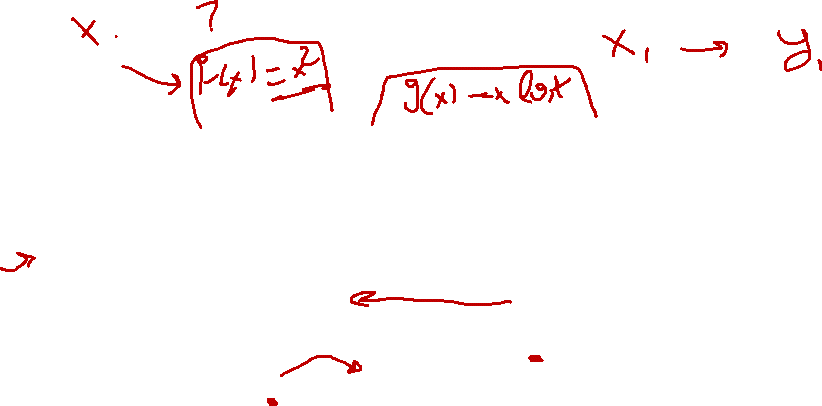 x
f(x) = x²
g(x) = x log x
x₁ → y₁